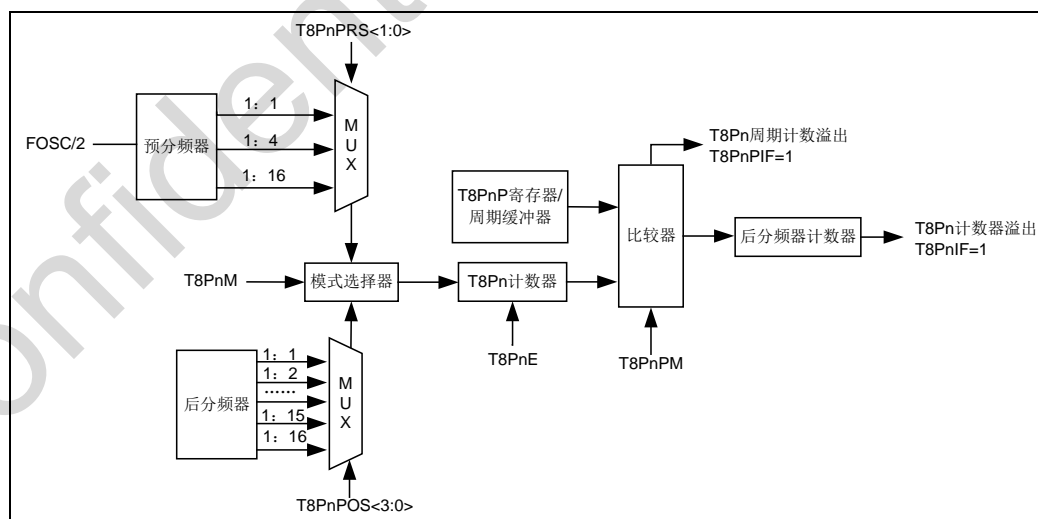 T8PnPRS<1:0>
FOSC/2
预分频器
1：1
1：4
1：16
MUX
T8PnM
模式选择器
后分频器
1：1
1：2
……
1：15
1：16
MUX
T8PnPOS<3:0>
T8PnP寄存器/
周期缓冲器
T8Pn计数器
T8PnE
比较器
T8PnPM
T8Pn周期计数溢出
T8PnPIF=1
后分频器计数器
T8Pn计数器溢出
T8PnIF=1
onfident